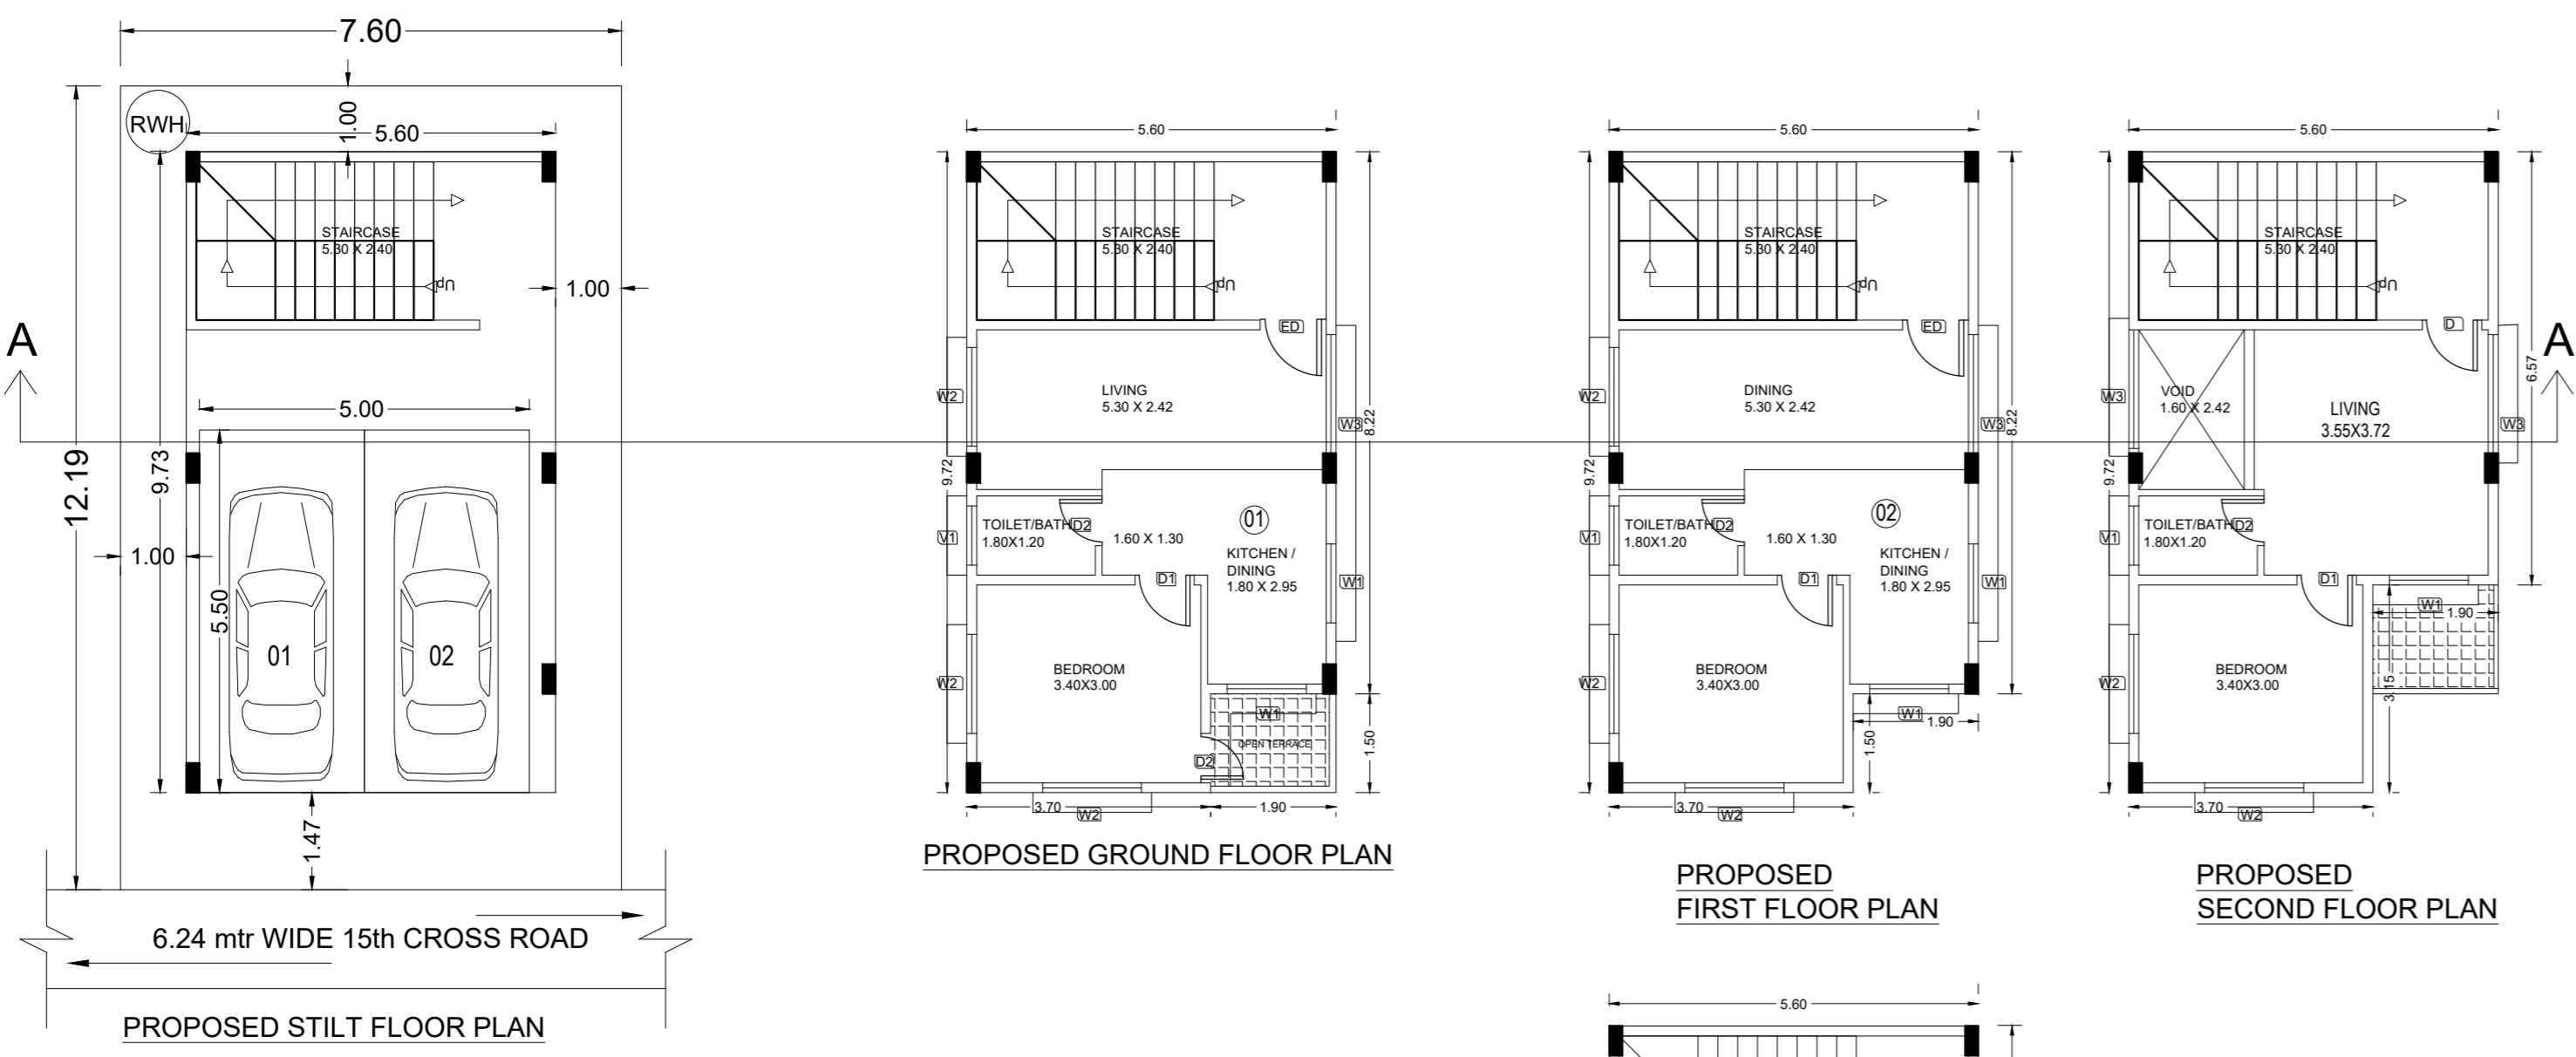 7.60
RWH
1.00
5.60
STAIRCASE
5.30 X 2.40
Up
1.00
A
5.00
12.19
9.73
1.00
5.50
01
02
1.47
6.24 mtr WIDE 15th CROSS ROAD
PROPOSED STILT FLOOR PLAN
5.60
STAIRCASE
5.30 X 2.40
Up
ED
LIVING
5.30 X 2.42
W2
W3
8.22
9.72
TOILET/BATH
1.80X1.20
D2
V1
1.60 X 1.30
01
KITCHEN /
DINING
1.80 X 2.95
D1
W1
BEDROOM
3.40X3.00
W2
W1
OPEN TERRACE
D2
1.50
3.70
W2
1.90
PROPOSED GROUND FLOOR PLAN
5.60
STAIRCASE
5.30 X 2.40
Up
ED
DINING
5.30 X 2.42
W2
W3
8.22
9.72
TOILET/BATH
1.80X1.20
D2
V1
1.60 X 1.30
02
KITCHEN /
DINING
1.80 X 2.95
D1
W1
BEDROOM
3.40X3.00
W2
W1
1.90
1.50
3.70
W2
PROPOSED
FIRST FLOOR PLAN
5.60
STAIRCASE
5.30 X 2.40
Up
D
6.57
A
VOID
1.60 X 2.42
LIVING
3.55X3.72
W3
W3
9.72
TOILET/BATH
1.80X1.20
D2
V1
D1
W1
1.90
BEDROOM
3.40X3.00
W2
3.15
3.70
W2
PROPOSED
SECOND FLOOR PLAN
5.60